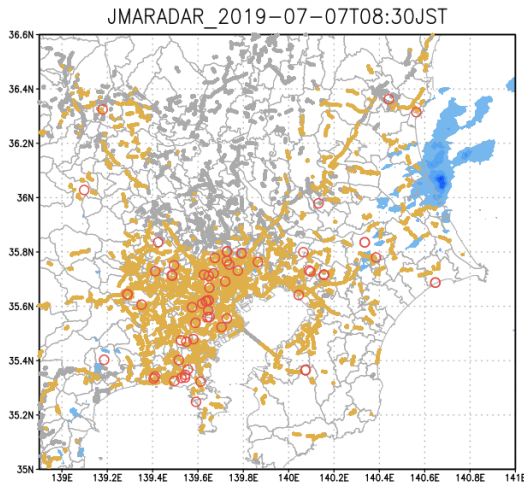 JMARADAR_2019-07-07T08:30JST
36.6N
36.4N
36.2N
36N
35.8N
35.6N
35.4N
35.2N
35N
139E 139.2E 139.4E 139.6E 139.8E 140E 140.2E 140.4E 140.6E 140.8E 141E